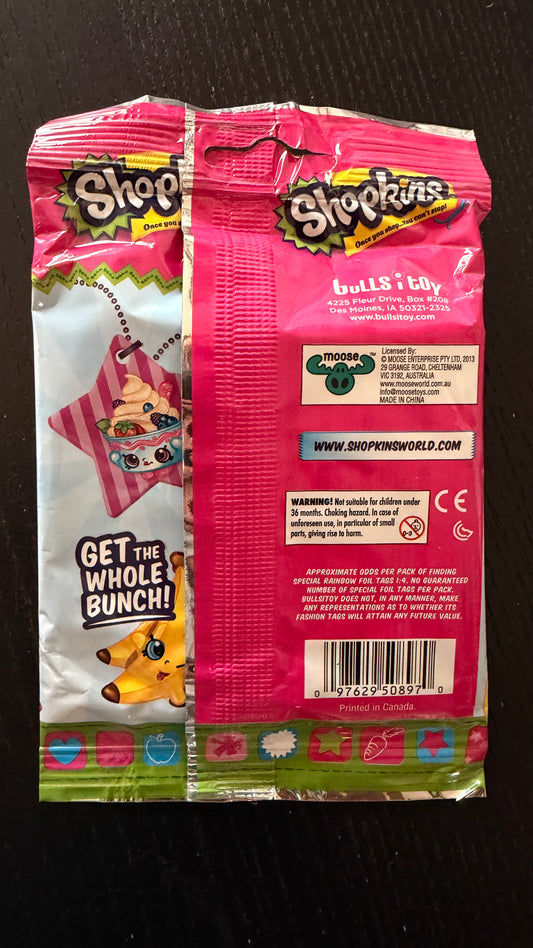 Shopk
Once you
GET THE
WHOLE
BUNCH!
Shopkins
Once you shop...You can't stop!
bulls i toy
4225 Fleur Drive, Box #208
Des Moines, IA 50321-2325
www.bullsitoy.com
moose™
Licensed By:
© MOOSE ENTERPRISE PTY LTD, 2013
29 GRANGE ROAD, CHELTENHAM
VIC 3192, AUSTRALIA
www.mooseworld.com.au
info@moosetoys.com
MADE IN CHINA
WWW.SHOPKINSWORLD.COM
WARNING! Not suitable for children under
36 months. Choking hazard. In case of
unforeseen use, in particular of small
parts, giving rise to harm.
0-3
CE
APPROXIMATE ODDS PER PACK OF FINDING
SPECIAL RAINBOW FOIL TAGS 1:4. NO GUARANTEED
NUMBER OF SPECIAL FOIL TAGS PER PACK.
BULLSITOY DOES NOT, IN ANY MANNER, MAKE
ANY REPRESENTATIONS AS TO WHETHER ITS
FASHION TAGS WILL ATTAIN ANY FUTURE VALUE.
0 97629 50897 0
Printed in Canada.